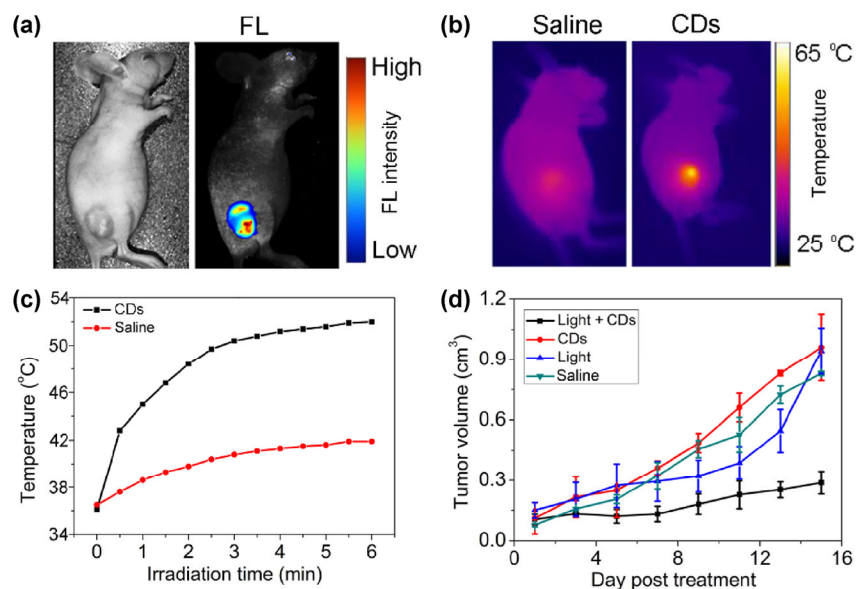 (a)
FL
High
FL intensity
Low
(b)
Saline
CDs
65 °C
Temperature
25 °C
(c)
CDs
Saline
Temperature (°C)
54
50
46
42
38
34
0
1
2
3
4
5
6
Irradiation time (min)
(d)
Light + CDs
CDs
Light
Saline
Tumor volume (cm³)
1.2
0.9
0.6
0.3
0.0
0
4
8
12
16
Day post treatment